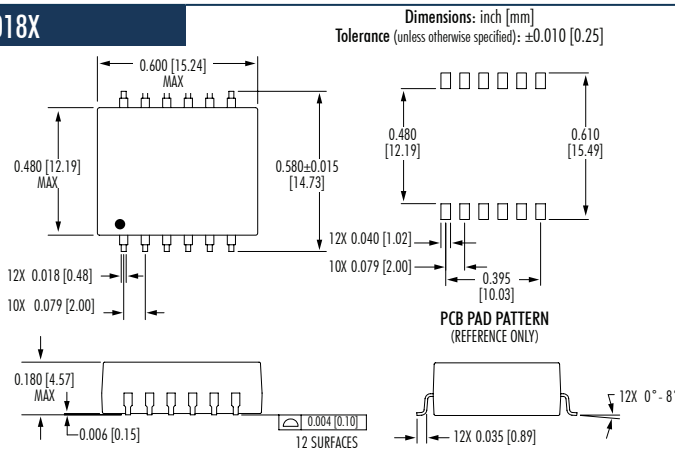 018X
Dimensions: inch [mm]
Tolerance (unless otherwise specified): ±0.010 [0.25]
0.600 [15.24]
MAX
0.480 [12.19]
MAX
0.580±0.015
[14.73]
12X 0.018 [0.48]
10X 0.079 [2.00]
0.480
[12.19]
0.610
[15.49]
12X 0.040 [1.02]
10X 0.079 [2.00]
0.395
[10.03]
PCB PAD PATTERN
(REFERENCE ONLY)
0.180 [4.57]
MAX
0.006 [0.15]
0.004 [0.10]
12 SURFACES
12X 0.035 [0.89]
12X 0°- 8°